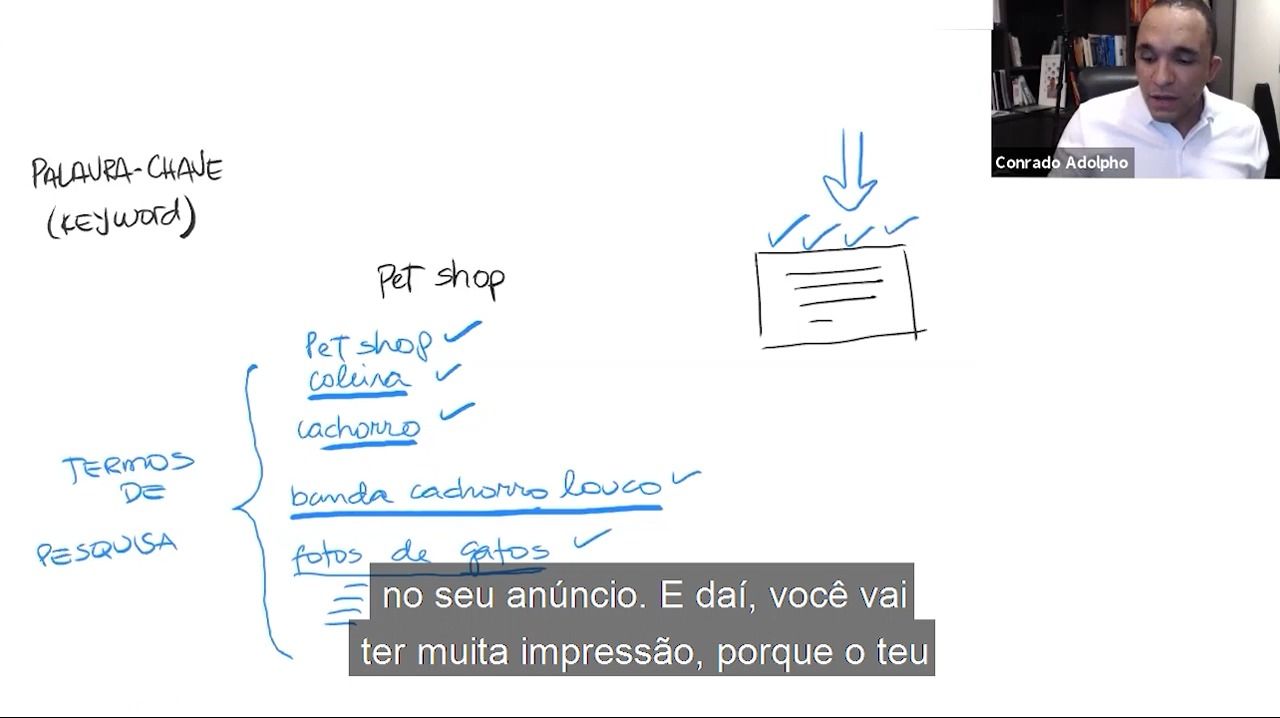 Conrado Adolpho
PALAVRA-CHAVE
(KEYWORD)
Pet shop
Pet shop
coleira
cachorro
banda cachorro louco
fotos de gatos
TERMOS
DE
PESQUISA
no seu anúncio. E daí, você vai
ter muita impressão, porque o teu